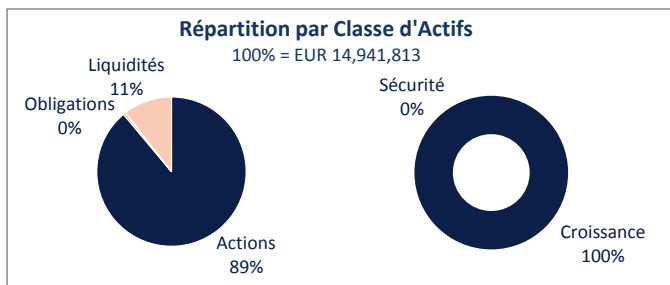 Répartition par Classe d'Actifs
100% = EUR 14,941,813
Liquidités
11%
Obligations
0%
Actions
89%
Sécurité
0%
Croissance
100%